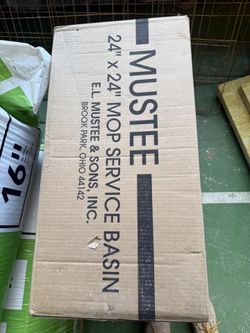 MUSTEE
24" x 24" MOP SERVICE BASIN
E.L. MUSTEE & SONS, INC.
BROOK PARK, OHIO 44142
16"